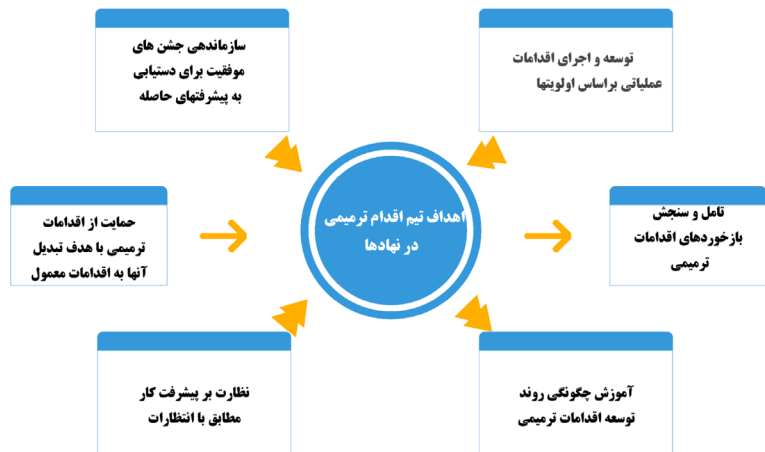 توسعه و اجرای اقدامات
عملیاتی براساس اولویتها
سازماندهی جشن های
موفقیت برای دستیابی
به پیشرفتهای حاصله
اهداف تیم اقدام ترمیمی
در نهادها
تامل و سنجش
بازخوردهای اقدامات
ترمیمی
حمایت از اقدامات
ترمیمی با هدف تبدیل
آنها به اقدامات معمول
آموزش چگونگی روند
توسعه اقدامات ترمیمی
نظارت بر پیشرفت کار
مطابق با انتظارات